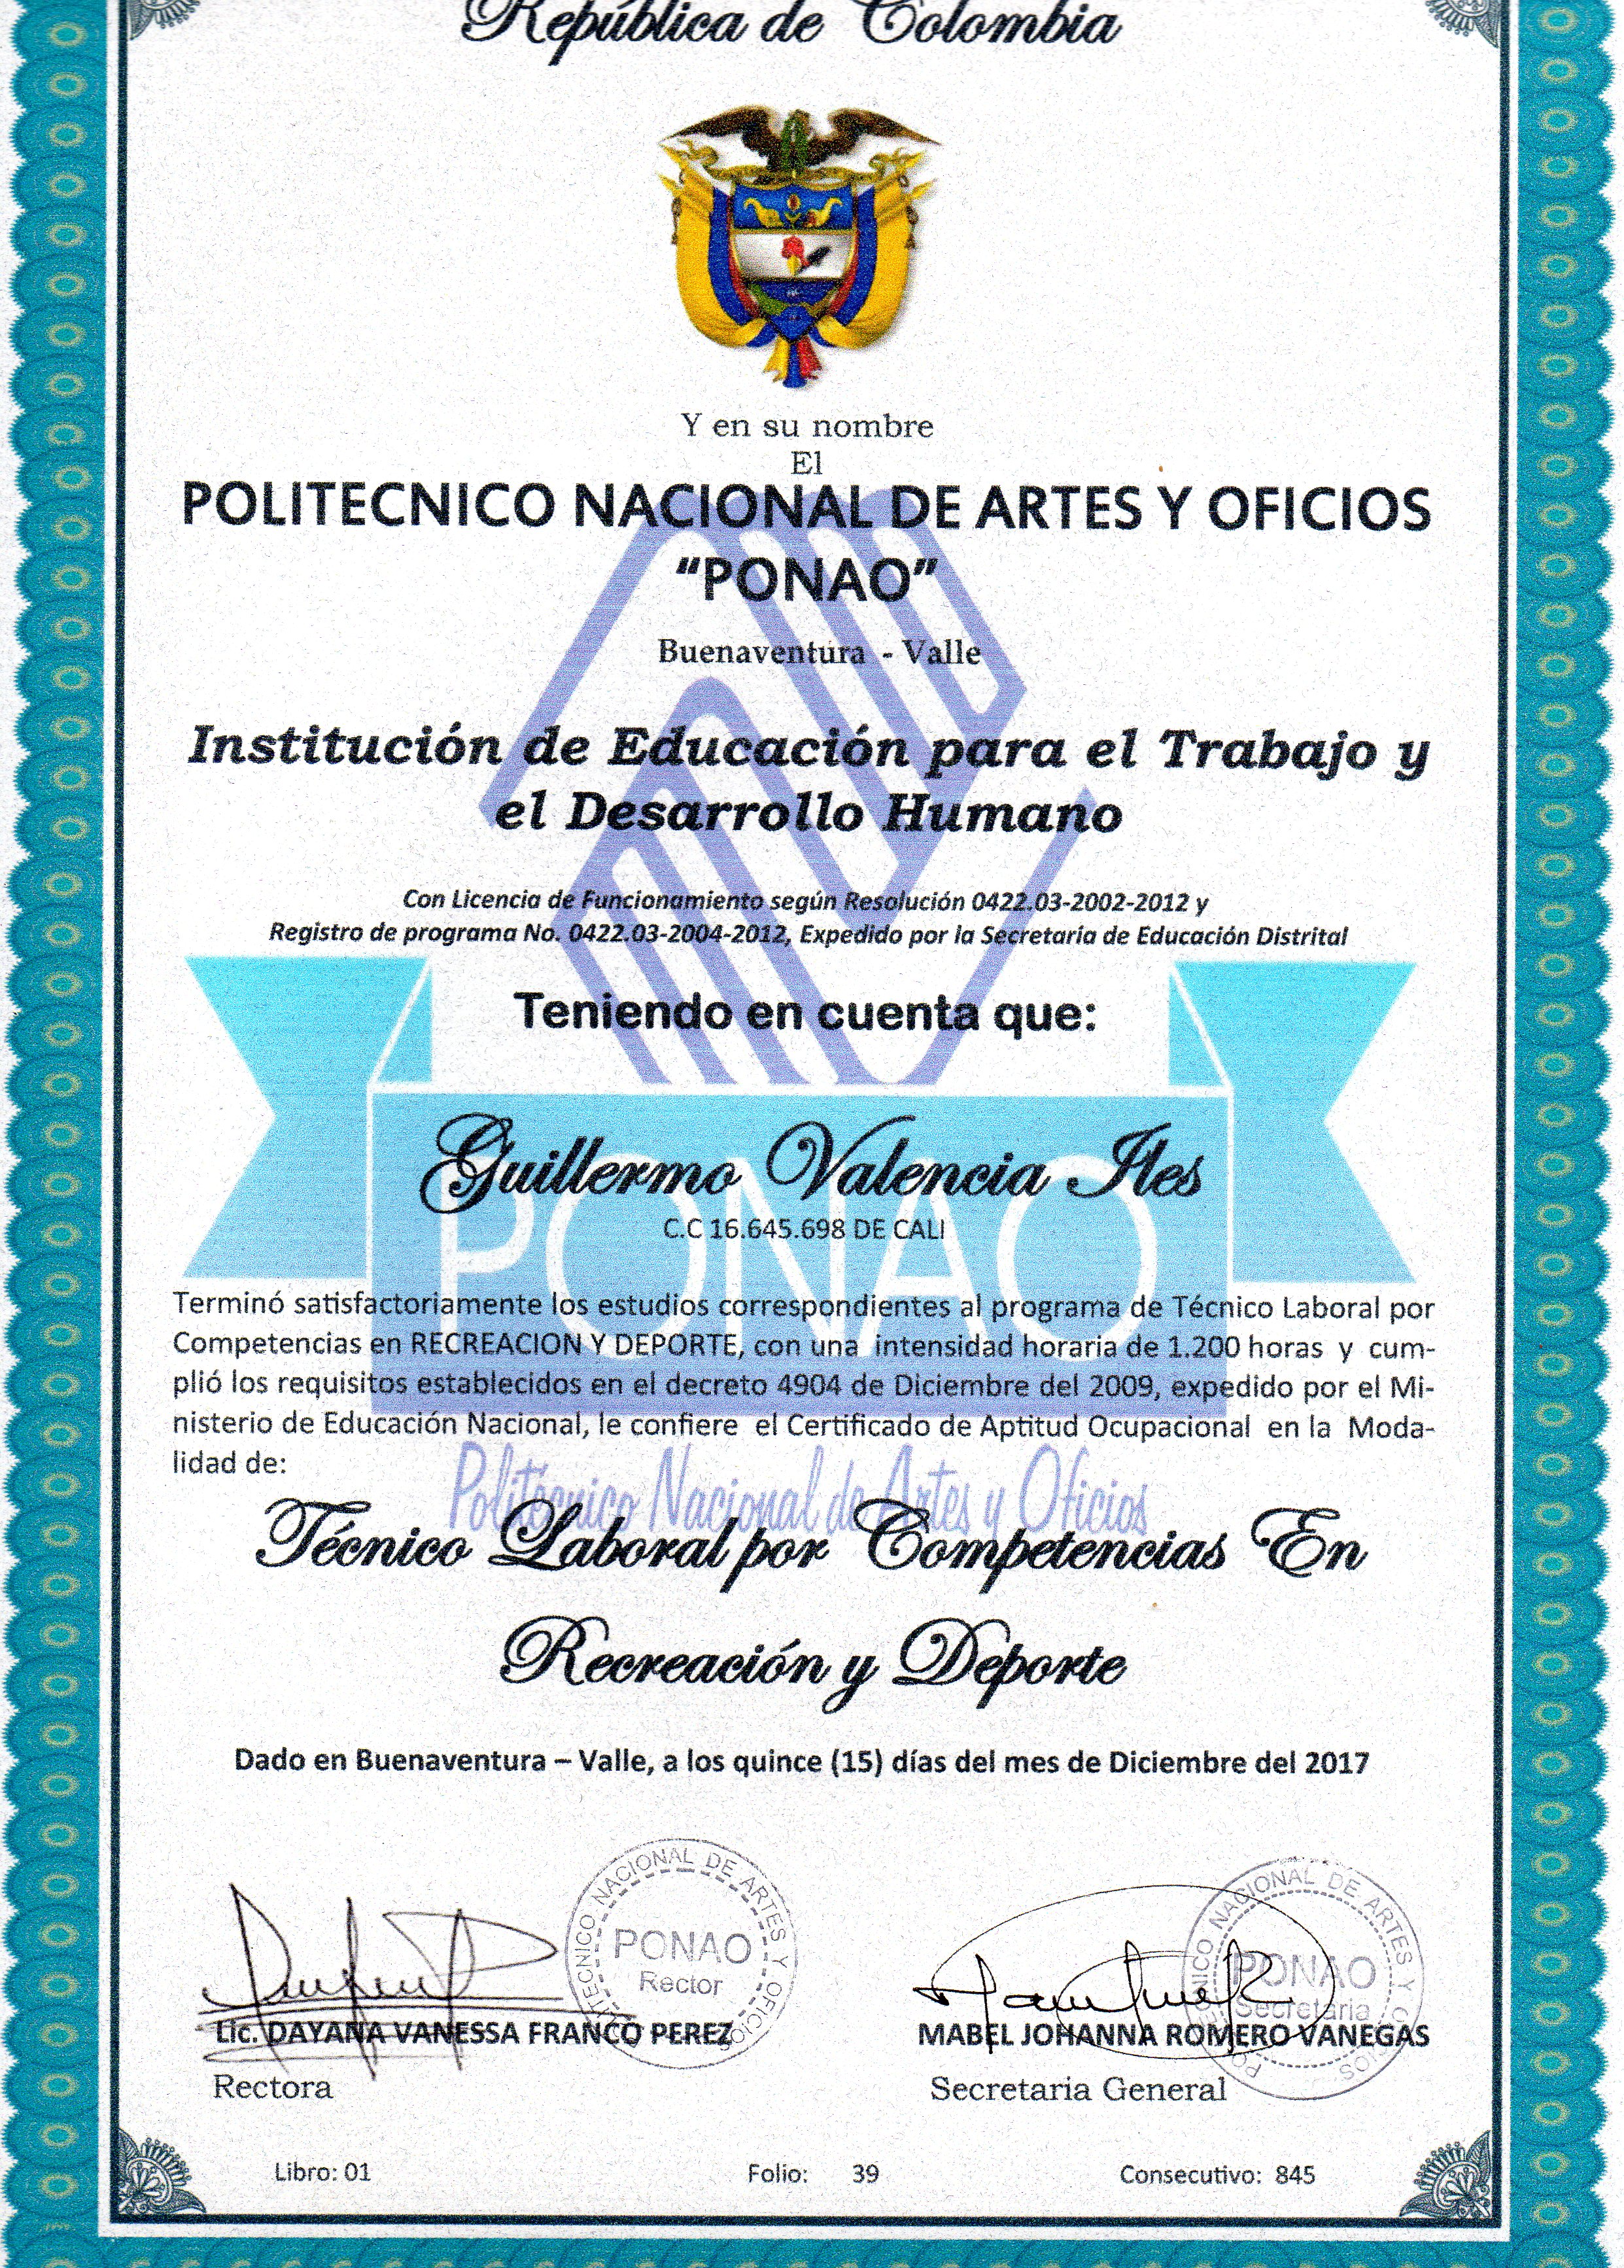 República de Colombia
Y en su nombre
El
POLITECNICO NACIONAL DE ARTES Y OFICIOS
“PONAO”
Buenaventura - Valle
Institución de Educación para el Trabajo y
el Desarrollo Humano
Con Licencia de Funcionamiento según Resolución 0422.03-2002-2012 y
Registro de programa No. 0422.03-2004-2012, Expedido por la Secretaria de Educación Distrital
Teniendo en cuenta que:
Guillermo Valencia Iles
C.C 16.645.698 DE CALI
PONAO
Terminó satisfactoriamente los estudios correspondientes al programa de Técnico Laboral por
Competencias en RECREACION Y DEPORTE, con una intensidad horaria de 1.200 horas y cum-
plió los requisitos establecidos en el decreto 4904 de Diciembre del 2009, expedido por el Mi-
nisterio de Educación Nacional, le confiere el Certificado de Aptitud Ocupacional en la Moda-
lidad de:
Politécnico Nacional de Artes y Oficios
Técnico Laboral por Competencias En
Recreación y Deporte
Dado en Buenaventura – Valle, a los quince (15) días del mes de Diciembre del 2017
POLITECNICO NACIONAL DE ARTES Y OFICIOS
PONAO
Rector
POLITECNICO NACIONAL DE ARTES Y OFICIOS
PONAO
Secretaria
Lic. DAYANA VANESSA FRANCO PEREZ
Rectora
MABEL JOHANNA ROMERO VANEGAS
Secretaria General
Libro: 01 Folio: 39 Consecutivo: 845